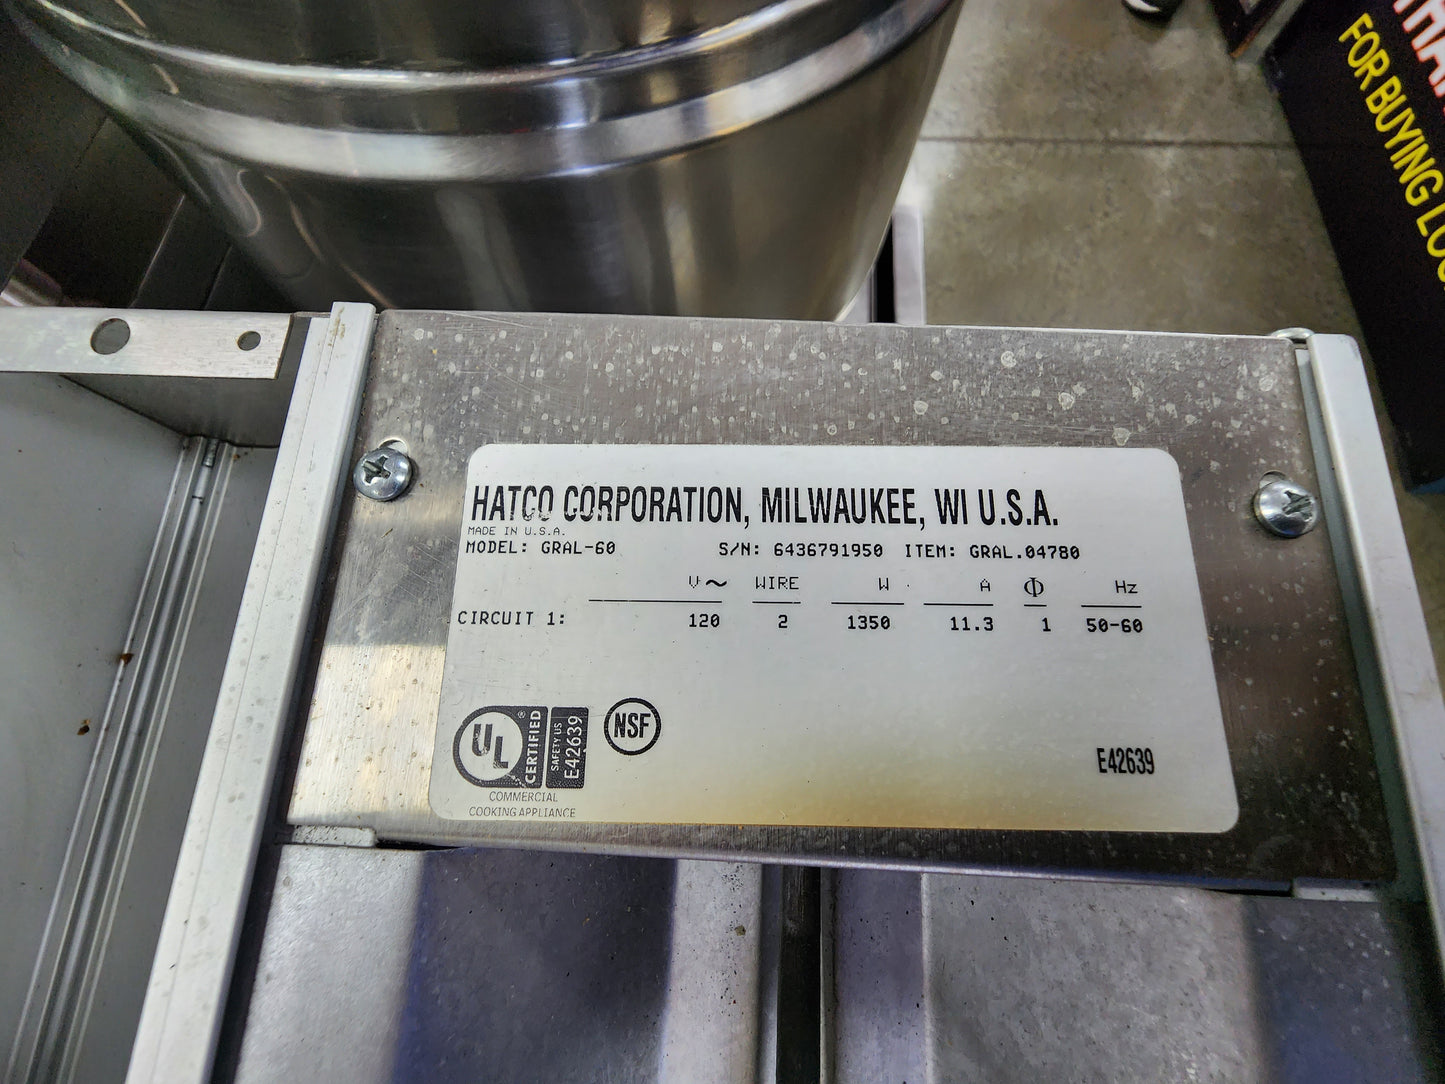 FOR BUYING
HATCO CORPORATION, MILWAUKEE, WI U.S.A.
MADE IN U.S.A.
MODEL: GRAL-60 S/N: 6436791950 ITEM: GRAL.04780
V~ WIRE W A Φ Hz
CIRCUIT 1: 120 2 1350 11.3 1 50-60
UL® CERTIFIED SAFETY US E42639
NSF
E42639
COMMERCIAL
COOKING APPLIANCE